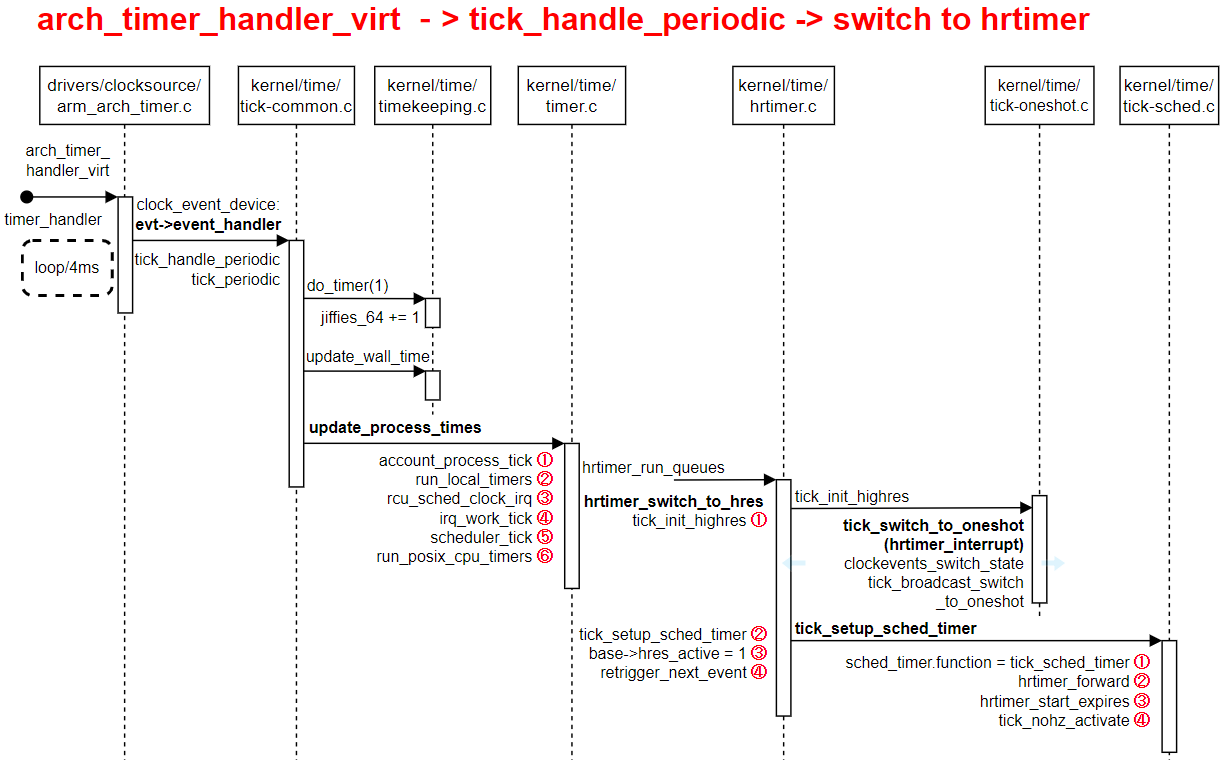 arch_timer_handler_virt - > tick_handle_periodic -> switch to hrtimer
drivers/clocksource/
arm_arch_timer.c
kernel/time/
tick-common.c
kernel/time/
timekeeping.c
kernel/time/
timer.c
kernel/time/
hrtimer.c
kernel/time/
tick-oneshot.c
kernel/time/
tick-sched.c
arch_timer_
handler_virt
timer_handler
loop/4ms
clock_event_device:
evt->event_handler
tick_handle_periodic
tick_periodic
do_timer(1)
jiffies_64 += 1
update_wall_time
update_process_times
account_process_tick ①
run_local_timers ②
rcu_sched_clock_irq ③
irq_work_tick ④
scheduler_tick ⑤
run_posix_cpu_timers ⑥
hrtimer_run_queues
hrtimer_switch_to_hres
tick_init_highres ①
tick_init_highres
tick_switch_to_oneshot
(hrtimer_interrupt)
clockevents_switch_state
tick_broadcast_switch
_to_oneshot
tick_setup_sched_timer ②
base->hres_active = 1 ③
retrigger_next_event ④
tick_setup_sched_timer
sched_timer.function = tick_sched_timer ①
hrtimer_forward ②
hrtimer_start_expires ③
tick_nohz_activate ④